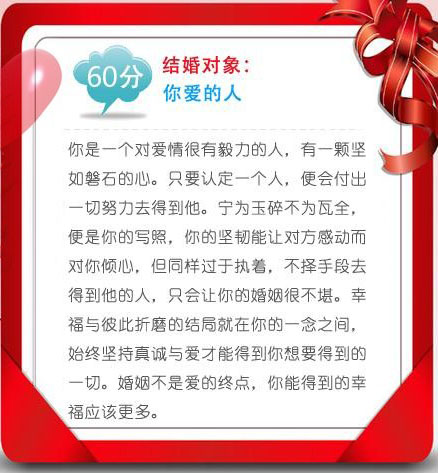 60分
结婚对象：
你爱的人
你是一个对爱情很有毅力的人，有一颗坚
如磐石的心。只要认定一个人，便会付出
一切努力去得到他。宁为玉碎不为瓦全，
便是你的写照，你的坚韧能让对方感动而
对你倾心，但同样过于执着，不择手段去
得到他的人，只会让你的婚姻很不堪。幸
福与彼此折磨的结局就在你的一念之间，
始终坚持真诚与爱才能得到你想要得到的
一切。婚姻不是爱的终点，你能得到的幸
福应该更多。